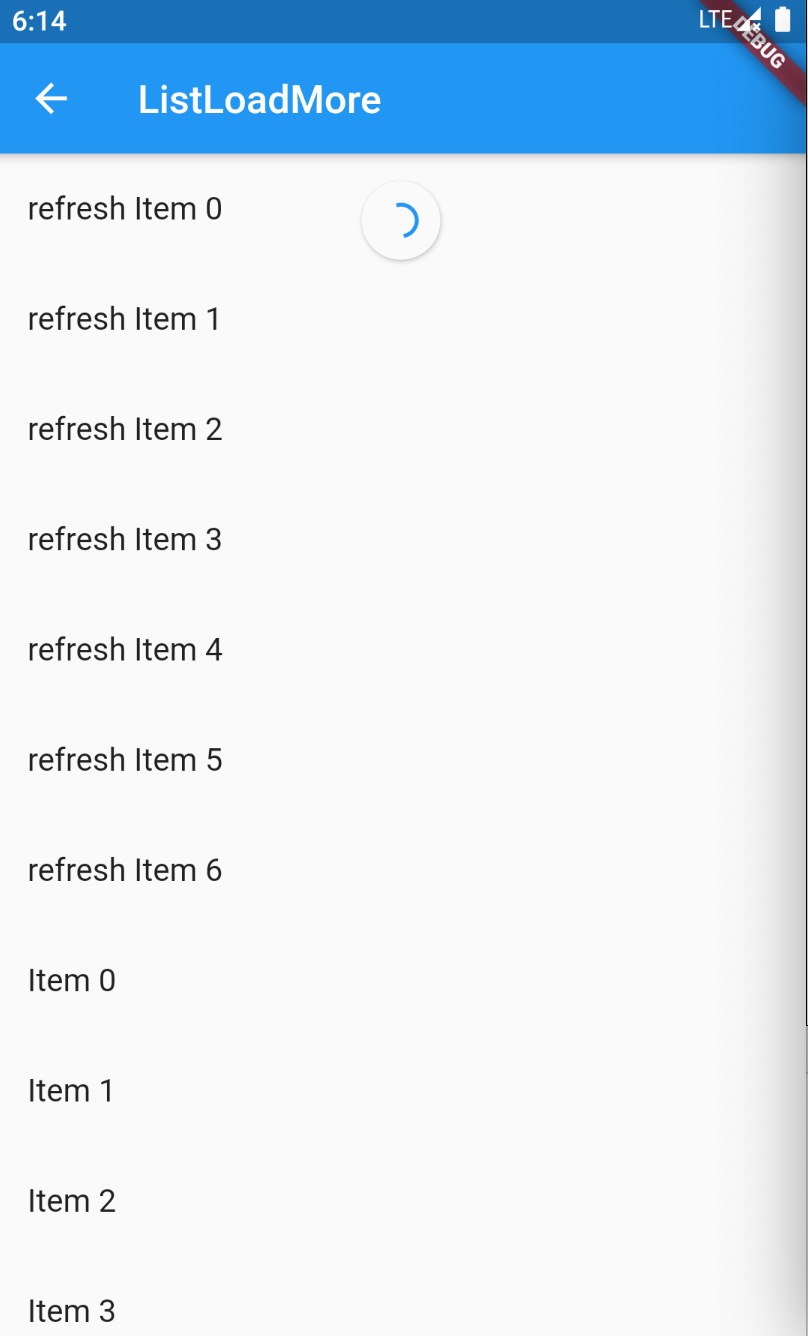 6:14
LTE
DEBUG
ListLoadMore
refresh Item 0
refresh Item 1
refresh Item 2
refresh Item 3
refresh Item 4
refresh Item 5
refresh Item 6
Item 0
Item 1
Item 2
Item 3